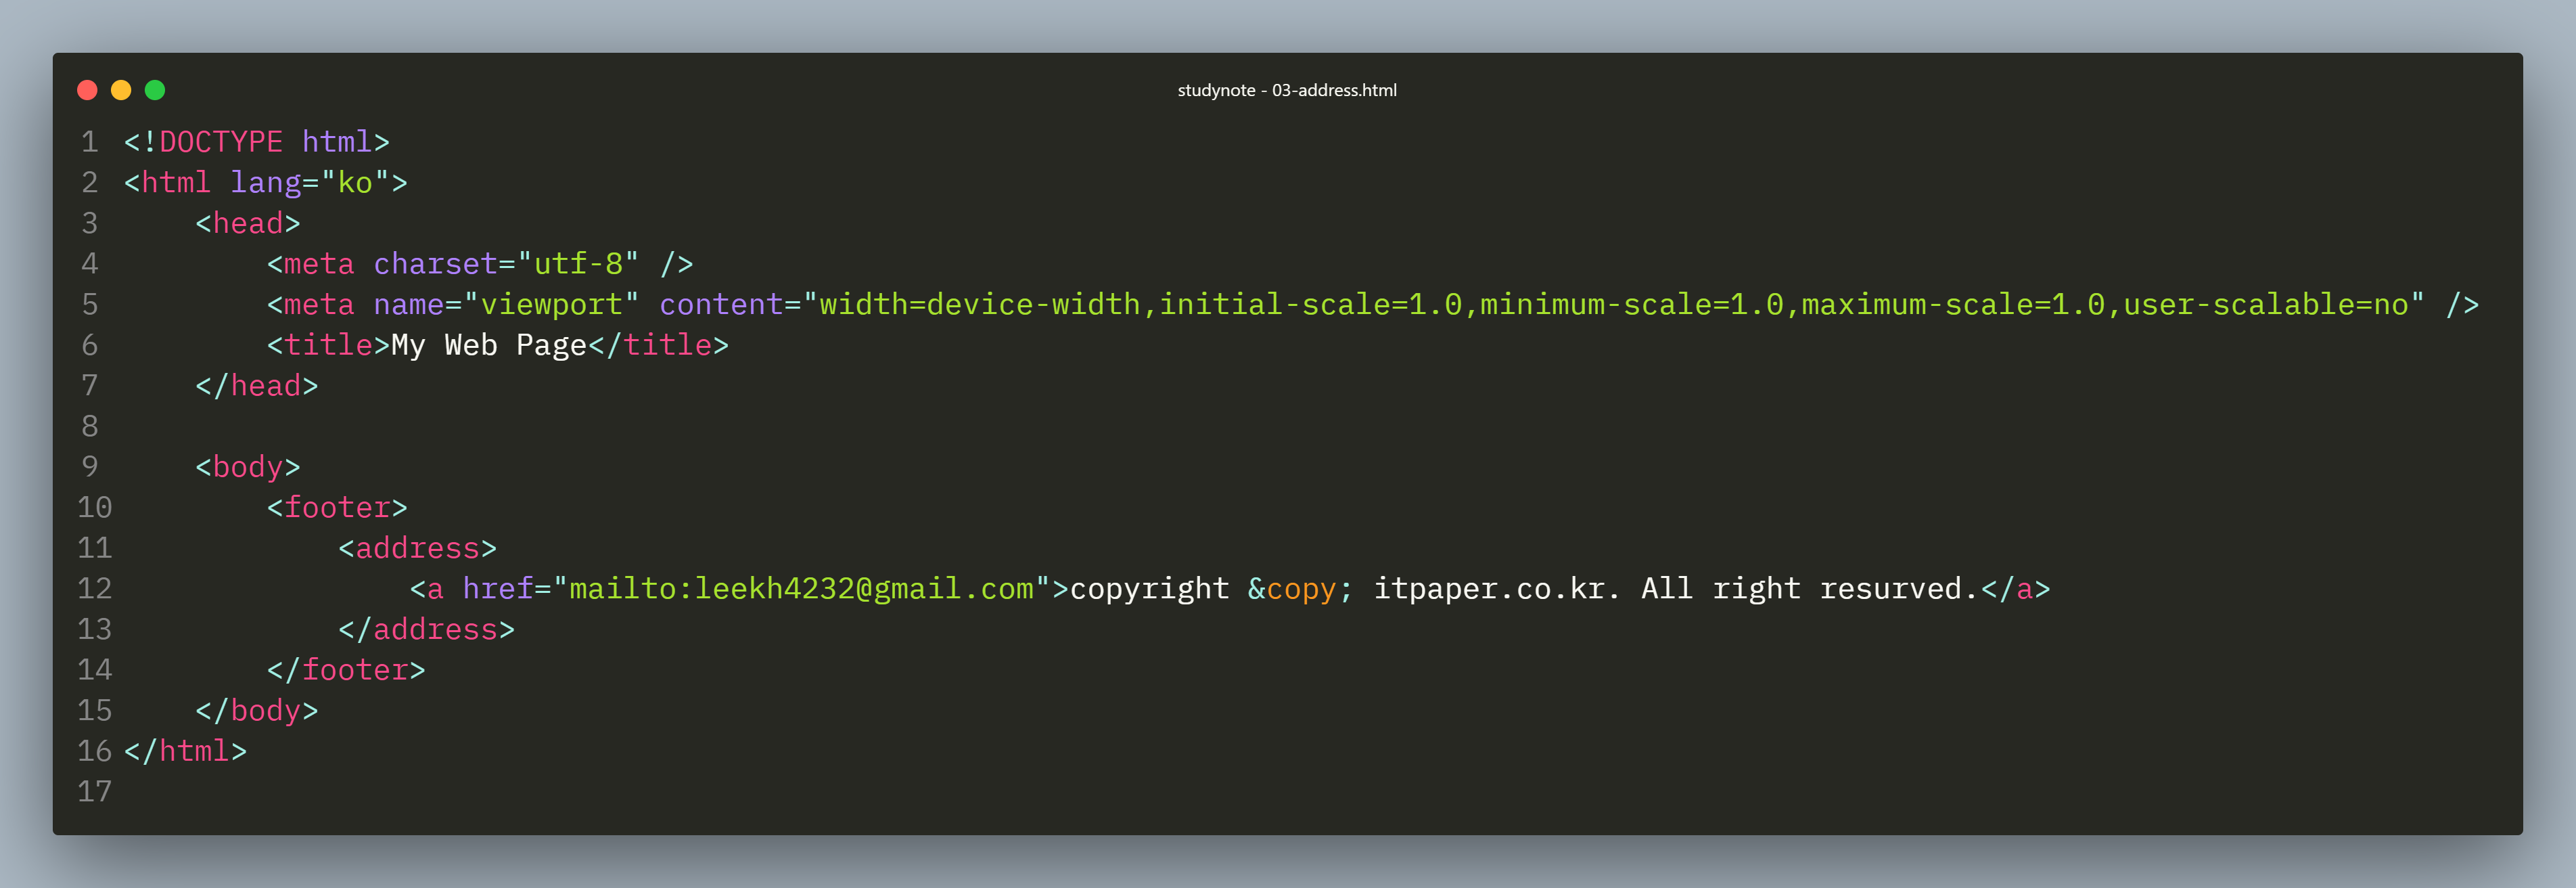 studynote - 03-address.html
1 <!DOCTYPE html>
2 <html lang="ko">
3     <head>
4         <meta charset="utf-8" />
5         <meta name="viewport" content="width=device-width,initial-scale=1.0,minimum-scale=1.0,maximum-scale=1.0,user-scalable=no" />
6         <title>My Web Page</title>
7     </head>
8
9     <body>
10         <footer>
11             <address>
12                 <a href="mailto:leekh4232@gmail.com">copyright &copy; itpaper.co.kr. All right resurved.</a>
13             </address>
14         </footer>
15     </body>
16 </html>
17